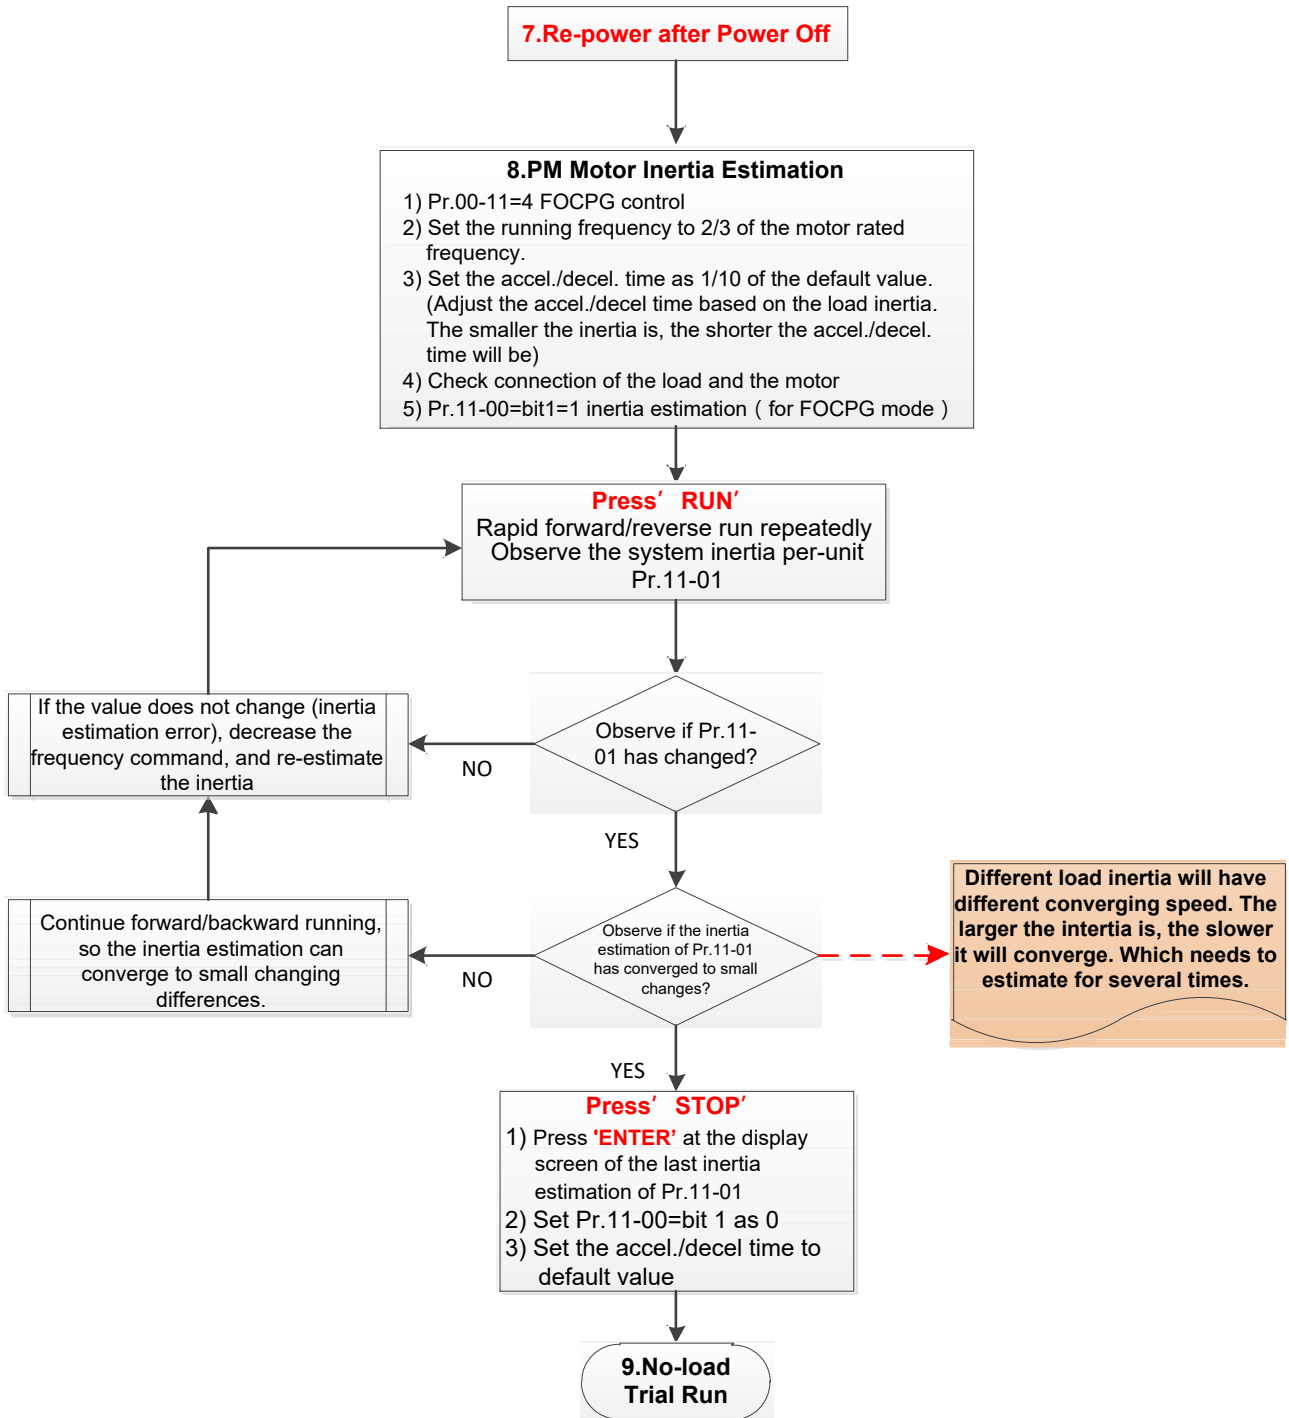 7.Re-power after Power Off
8.PM Motor Inertia Estimation
1) Pr.00-11=4 FOCPG control
2) Set the running frequency to 2/3 of the motor rated
frequency.
3) Set the accel./decel. time as 1/10 of the default value.
(Adjust the accel./decel time based on the load inertia.
The smaller the inertia is, the shorter the accel./decel.
time will be)
4) Check connection of the load and the motor
5) Pr.11-00=bit1=1 inertia estimation ( for FOCPG mode )
Press’ RUN’
Rapid forward/reverse run repeatedly
Observe the system inertia per-unit
Pr.11-01
Observe if Pr.11-
01 has changed?
NO
If the value does not change (inertia
estimation error), decrease the
frequency command, and re-estimate
the inertia
YES
Observe if the inertia
estimation of Pr.11-01
has converged to small
changes?
NO
Continue forward/backward running,
so the inertia estimation can
converge to small changing
differences.
Different load inertia will have
different converging speed. The
larger the intertia is, the slower
it will converge. Which needs to
estimate for several times.
YES
Press’ STOP’
1) Press 'ENTER’ at the display
screen of the last inertia
estimation of Pr.11-01
2) Set Pr.11-00=bit 1 as 0
3) Set the accel./decel time to
default value
9.No-load
Trial Run